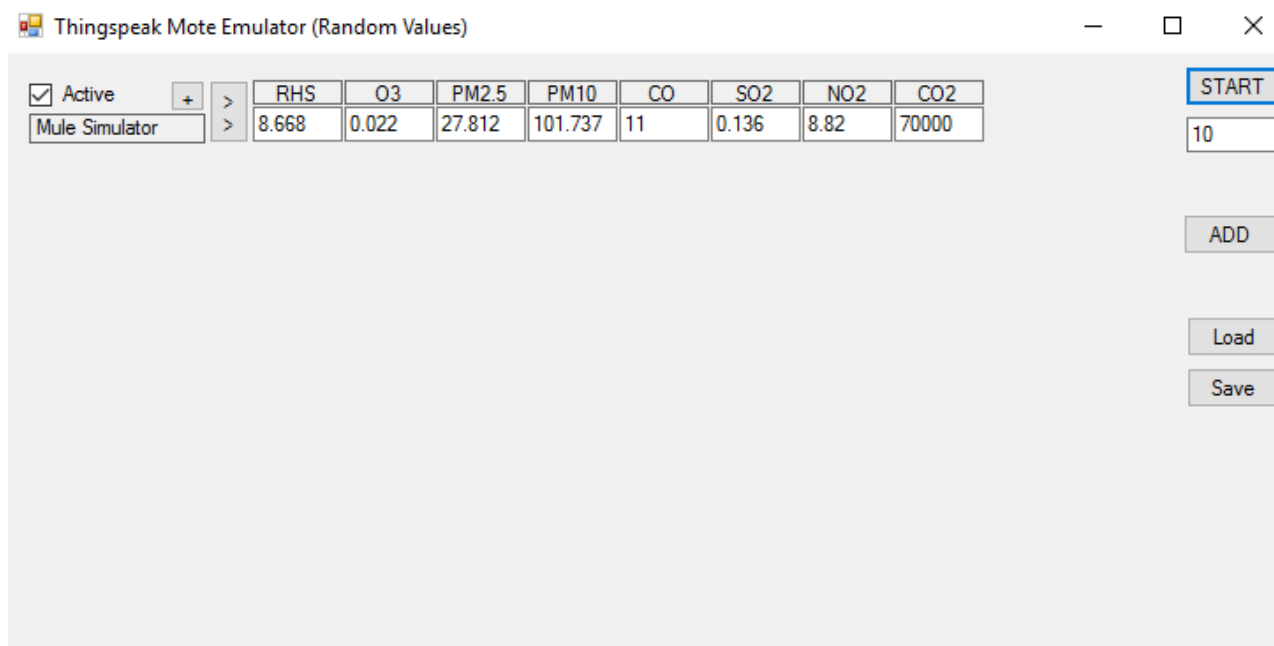 Thingspeak Mote Emulator (Random Values)
Active + > RHS O3 PM2.5 PM10 CO SO2 NO2 CO2 START
Mule Simulator > 8.668 0.022 27.812 101.737 11 0.136 8.82 70000 10
ADD
Load
Save